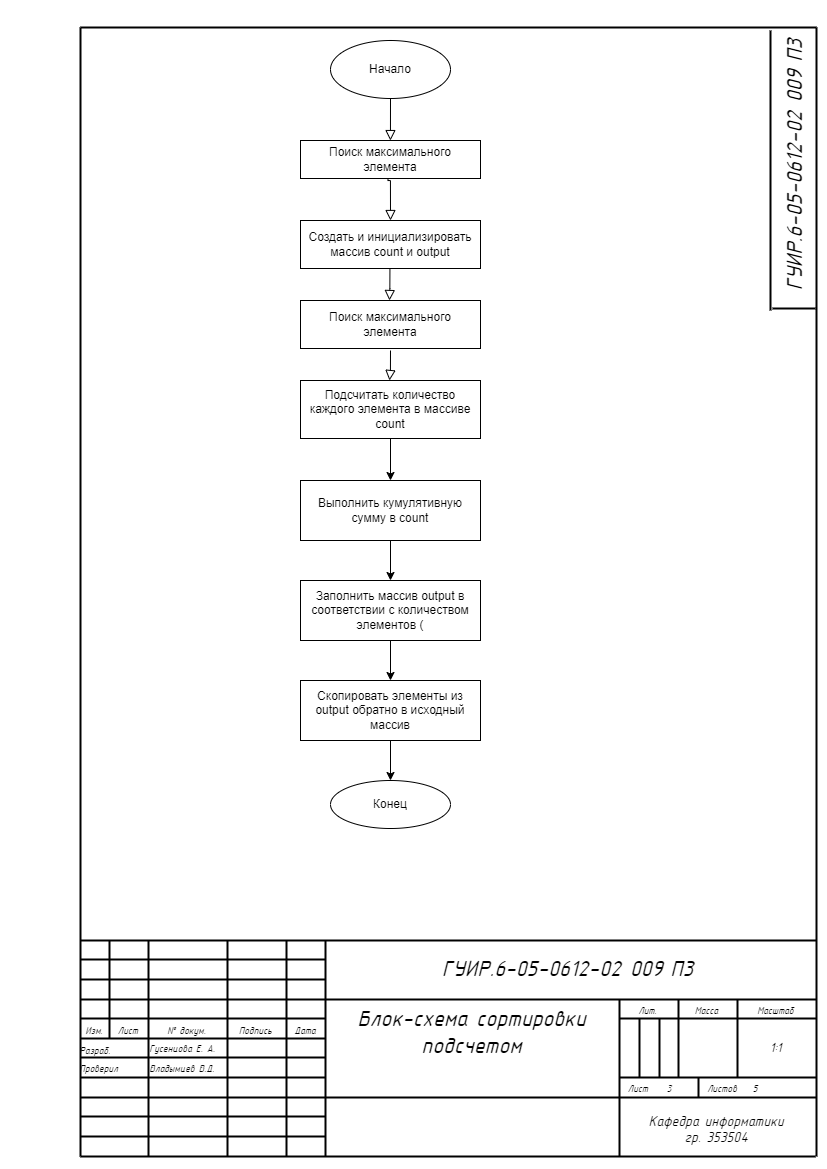 Начало
ГУИР.6-05-0612-02 009 ПЗ
Поиск максимального
элемента
Создать и инициализировать
массив count и output
Поиск максимального
элемента
Подсчитать количество
каждого элемента в массиве
count
Выполнить кумулятивную
сумму в count
Заполнить массив output в
соответствии с количеством
элементов (
Скопировать элементы из
output обратно в исходный
массив
Конец
ГУИР.6-05-0612-02 009 ПЗ
Изм. Лист № докум. Подпись Дата
Разраб.
Проверил
Блок-схема сортировки
подсчетом
Лит. Масса Масштаб
1:1
Лист 3 Листов 5
Кафедра информатики
гр. 353504